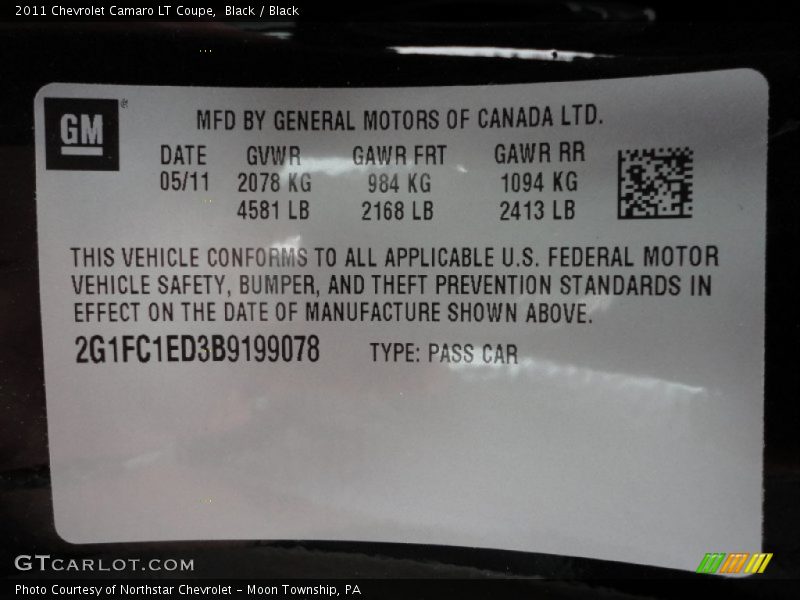 2011 Chevrolet Camaro LT Coupe,  Black / Black
GM
®
MFD BY GENERAL MOTORS OF CANADA LTD.
DATE GVWR GAWR FRT GAWR RR
05/11 2078 KG 984 KG 1094 KG
4581 LB 2168 LB 2413 LB
THIS VEHICLE CONFORMS TO ALL APPLICABLE U.S. FEDERAL MOTOR
VEHICLE SAFETY, BUMPER, AND THEFT PREVENTION STANDARDS IN
EFFECT ON THE DATE OF MANUFACTURE SHOWN ABOVE.
2G1FC1ED3B9199078 TYPE: PASS CAR
GTCARLOT.COM
Photo Courtesy of Northstar Chevrolet - Moon Township, PA